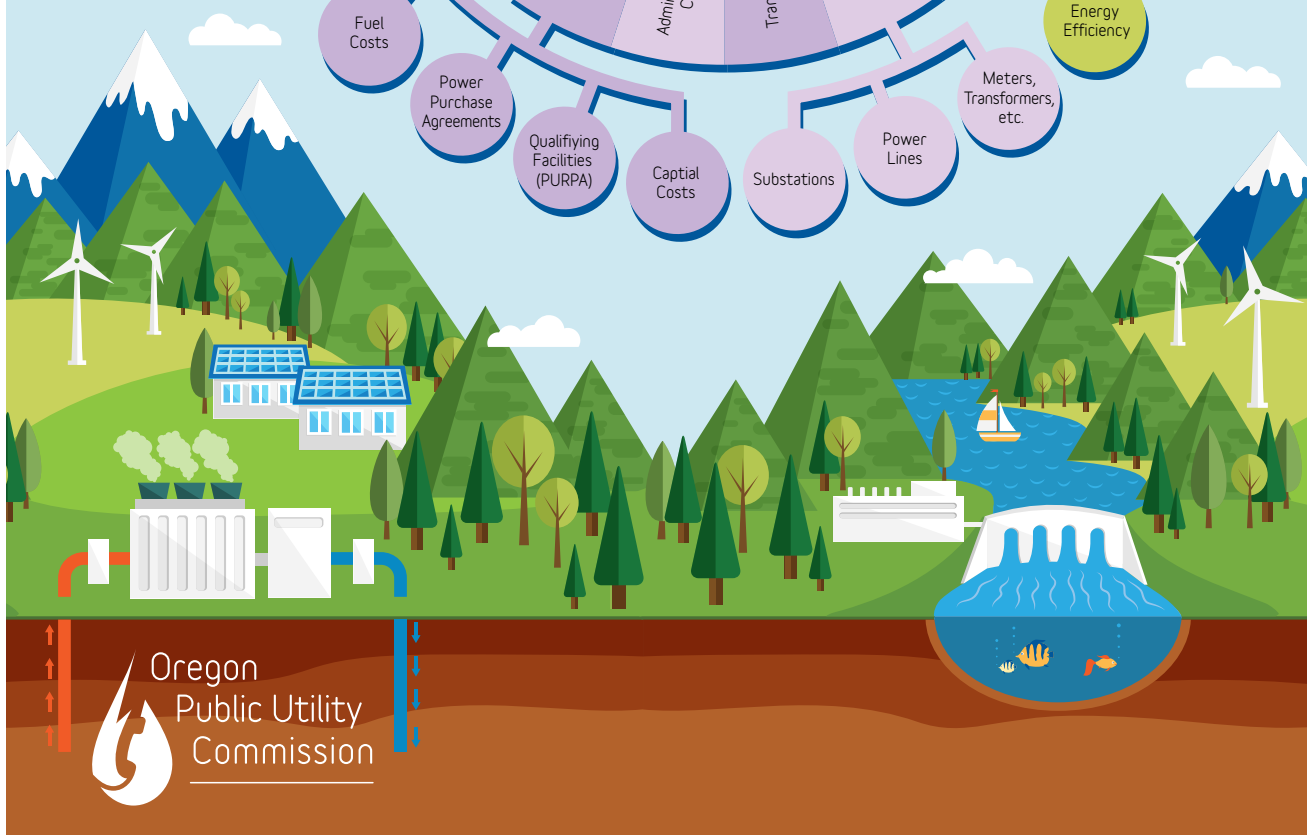 Fuel
Costs
Power
Purchase
Agreements
Qualifiying
Facilities
(PURPA)
Captial
Costs
Substations
Power
Lines
Meters,
Transformers,
etc.
Energy
Efficiency
Oregon
Public Utility
Commission